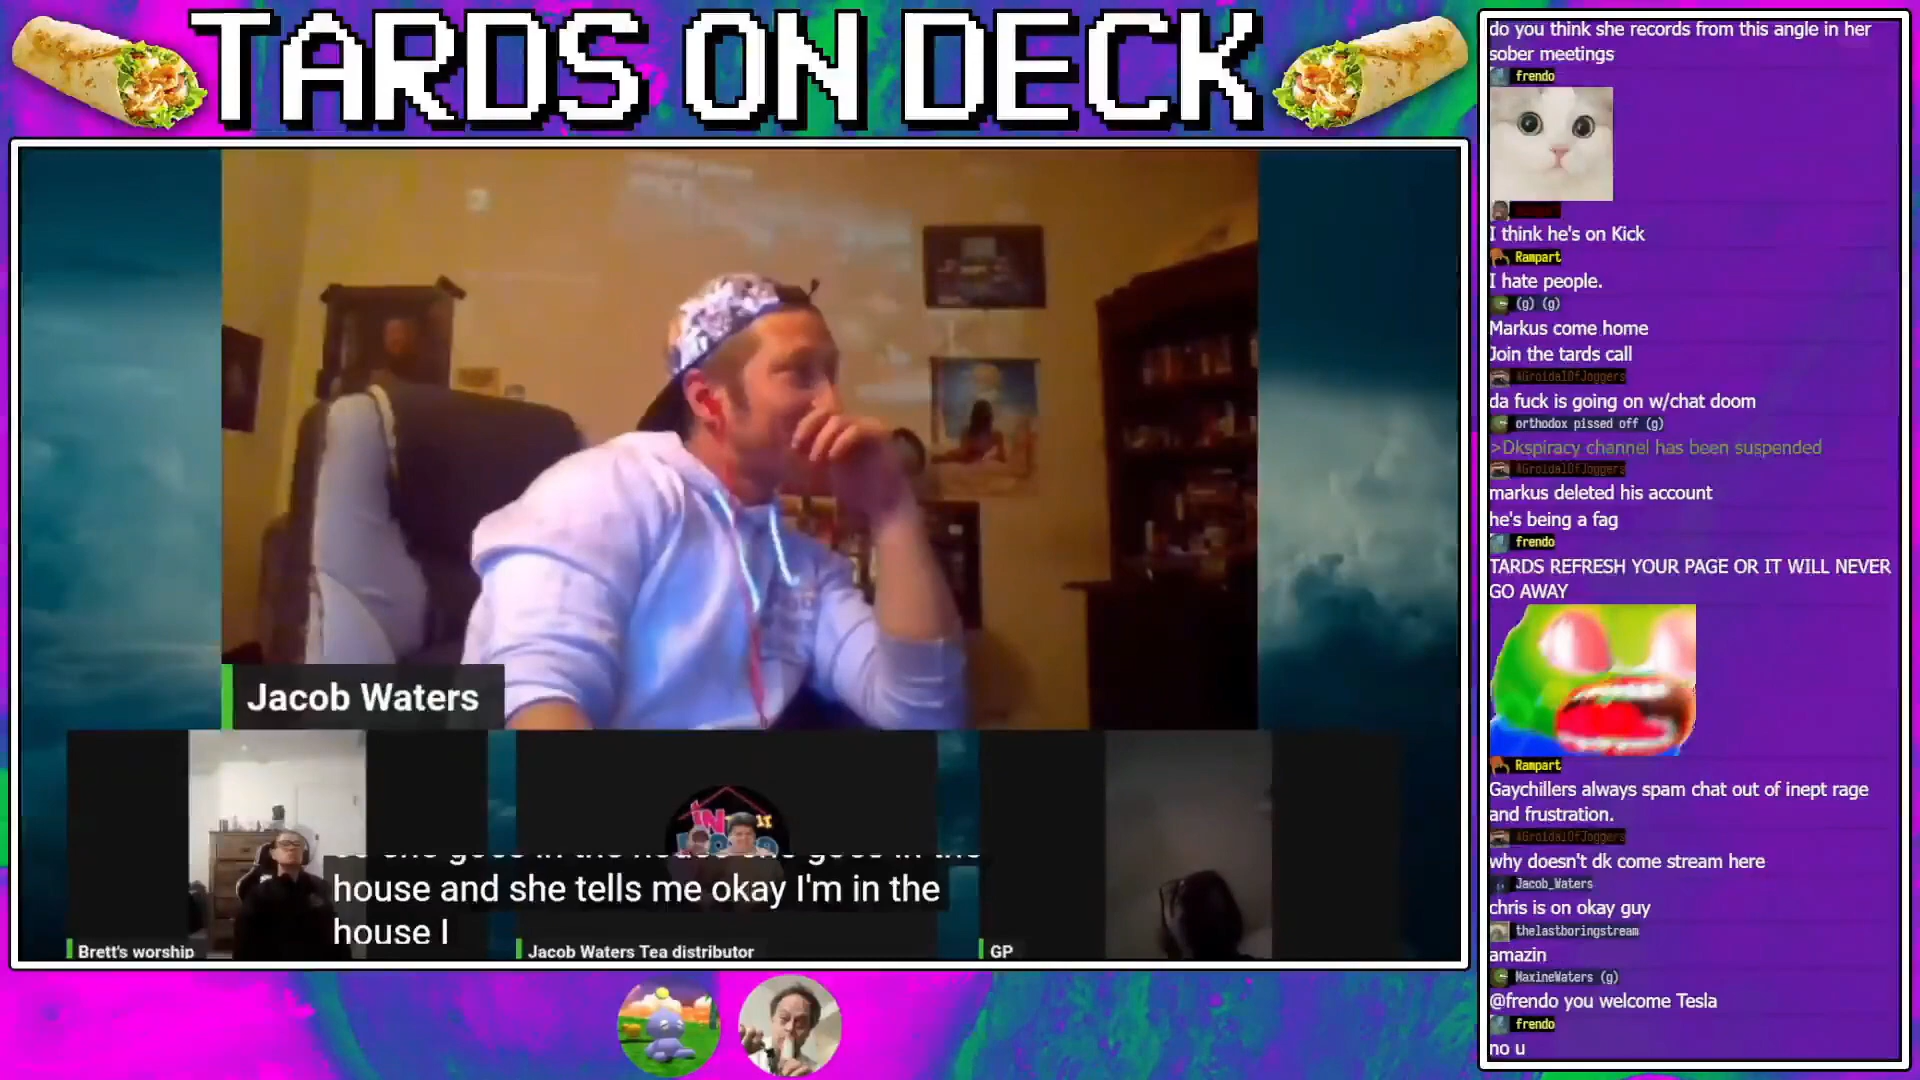 TARDS ON DECK
Jacob Waters
house and she tells me okay I'm in the
house I
Brett's worship
Jacob Waters Tea distributor
GP
do you think she records from this angle in her
sober meetings
frendo
I think he's on Kick
Rampart
I hate people.
(g) (g)
Markus come home
Join the tards call
#GroidalOfJoggers
da fuck is going on w/chat doom
orthodox pissed off (g)
>Dkspiracy channel has been suspended
#GroidalOfJoggers
markus deleted his account
he's being a fag
frendo
TARDS REFRESH YOUR PAGE OR IT WILL NEVER
GO AWAY
Rampart
Gaychillers always spam chat out of inept rage
and frustration.
#GroidalOfJoggers
why doesn't dk come stream here
Jacob_Waters
chris is on okay guy
thelastboringstream
amazin
MaxineWaters (g)
@frendo you welcome Tesla
frendo
no u